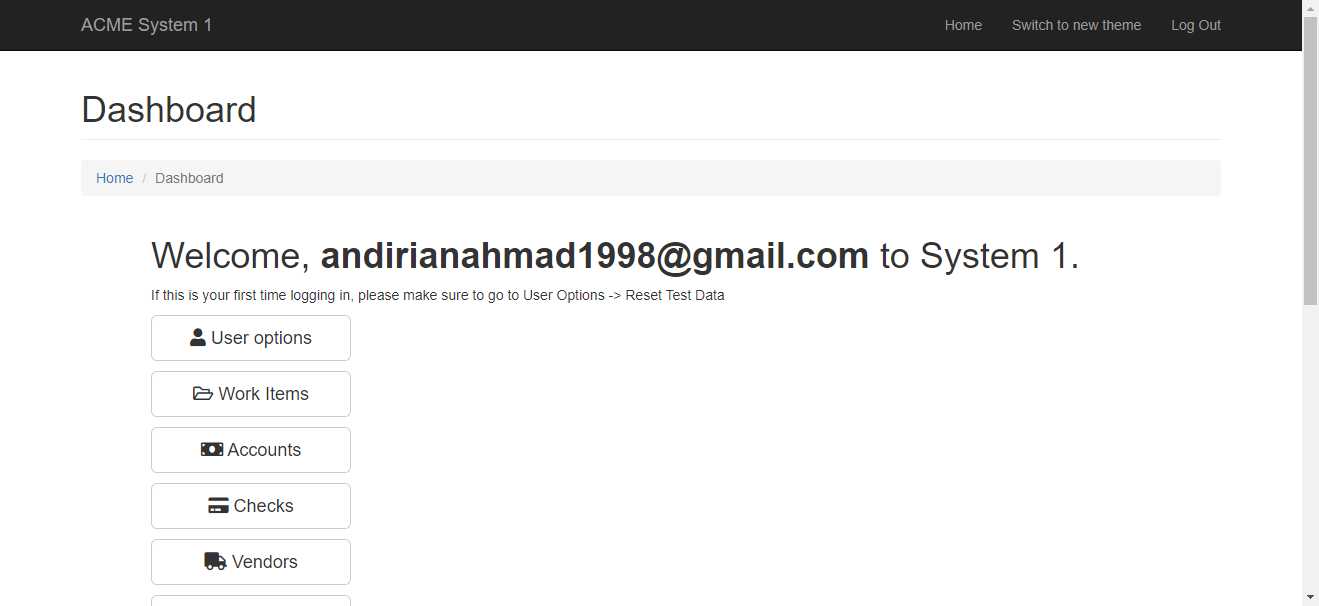 ACME System 1 Home Switch to new theme Log Out
Dashboard
Home / Dashboard
Welcome, andirianahmad1998@gmail.com to System 1.
If this is your first time logging in, please make sure to go to User Options -> Reset Test Data
User options
Work Items
Accounts
Checks
Vendors